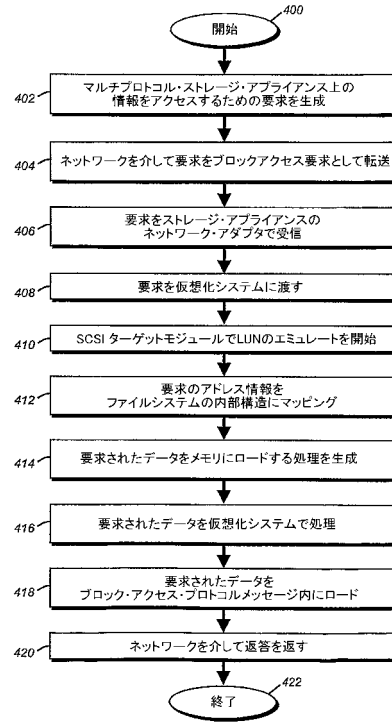 400
開始
402
マルチプロトコル・ストレージ・アプライアンス上の
情報をアクセスするための要求を生成
404
ネットワークを介して要求をブロックアクセス要求として転送
406
要求をストレージ・アプライアンスの
ネットワーク・アダプタで受信
408
要求を仮想化システムに渡す
410
SCSI ターゲットモジュールでLUNのエミュレートを開始
412
要求のアドレス情報を
ファイルシステムの内部構造にマッピング
414
要求されたデータをメモリにロードする処理を生成
416
要求されたデータを仮想化システムで処理
418
要求されたデータを
ブロック・アクセス・プロトコルメッセージ内にロード
420
ネットワークを介して返答を返す
422
終了